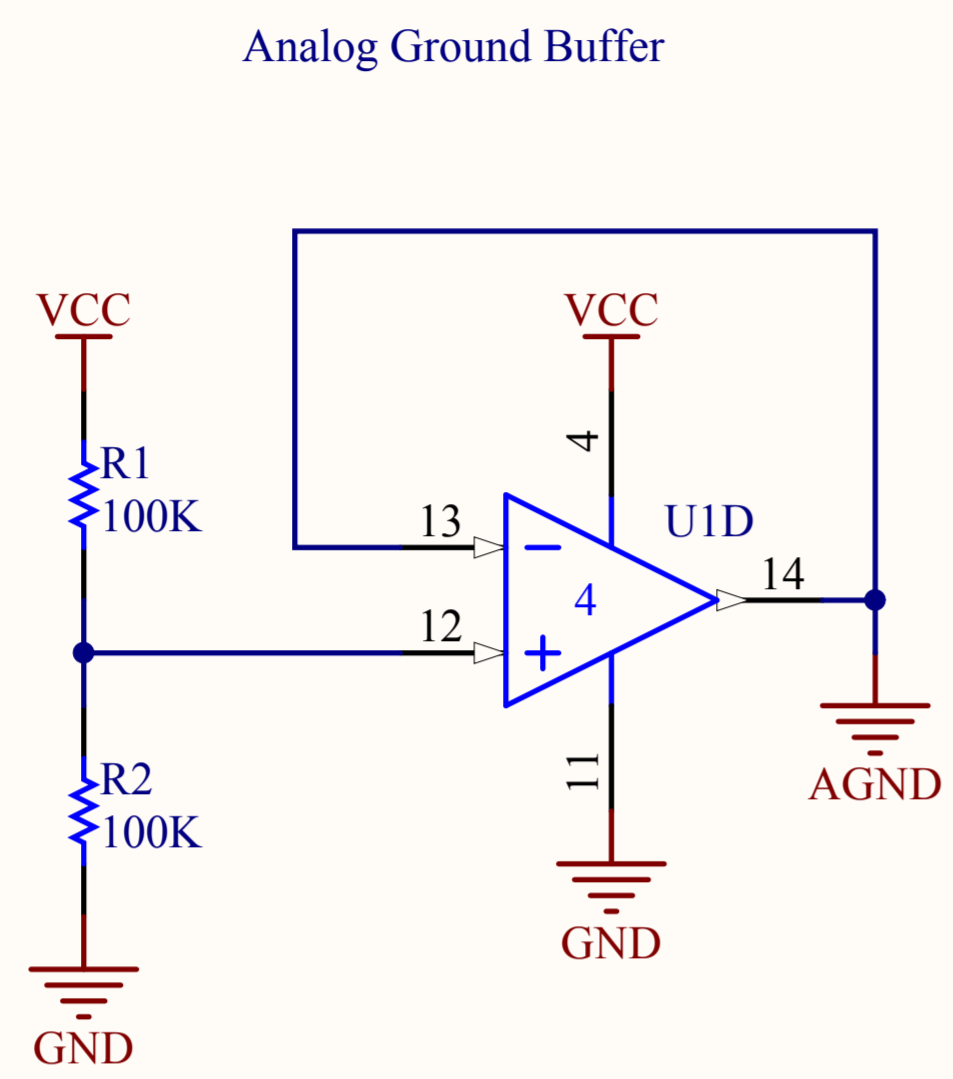 Analog Ground Buffer
VCC
VCC
R1
100K
4
13
U1D
4
14
12
R2
100K
11
AGND
GND
GND